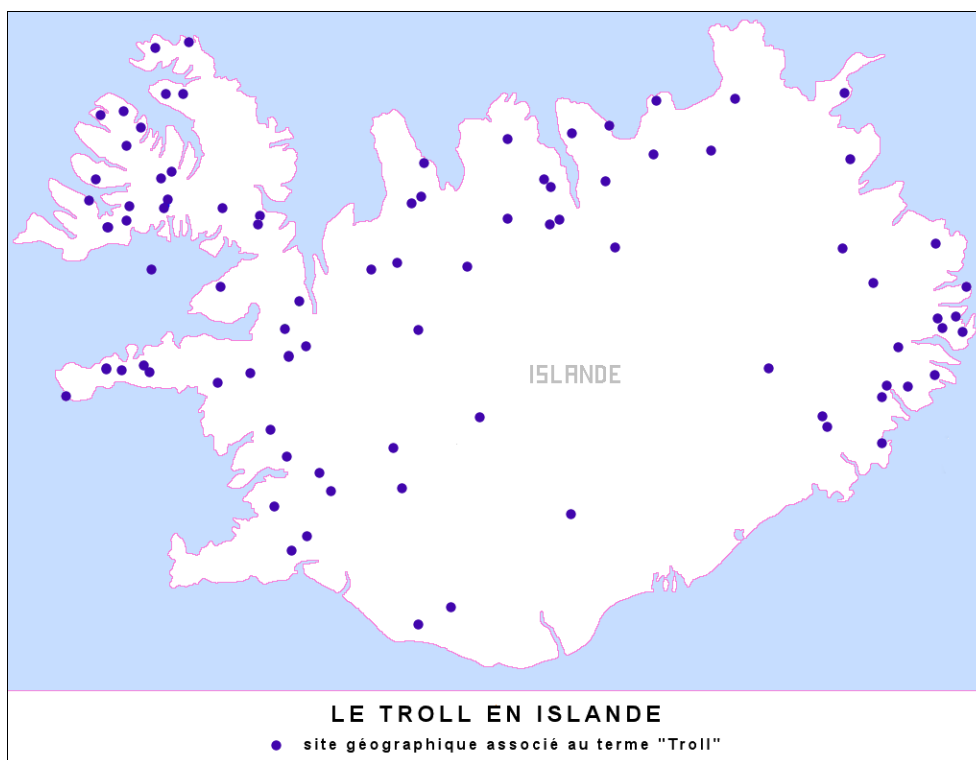 ISLANDE
LE TROLL EN ISLANDE
site géographique associé au terme "Troll"